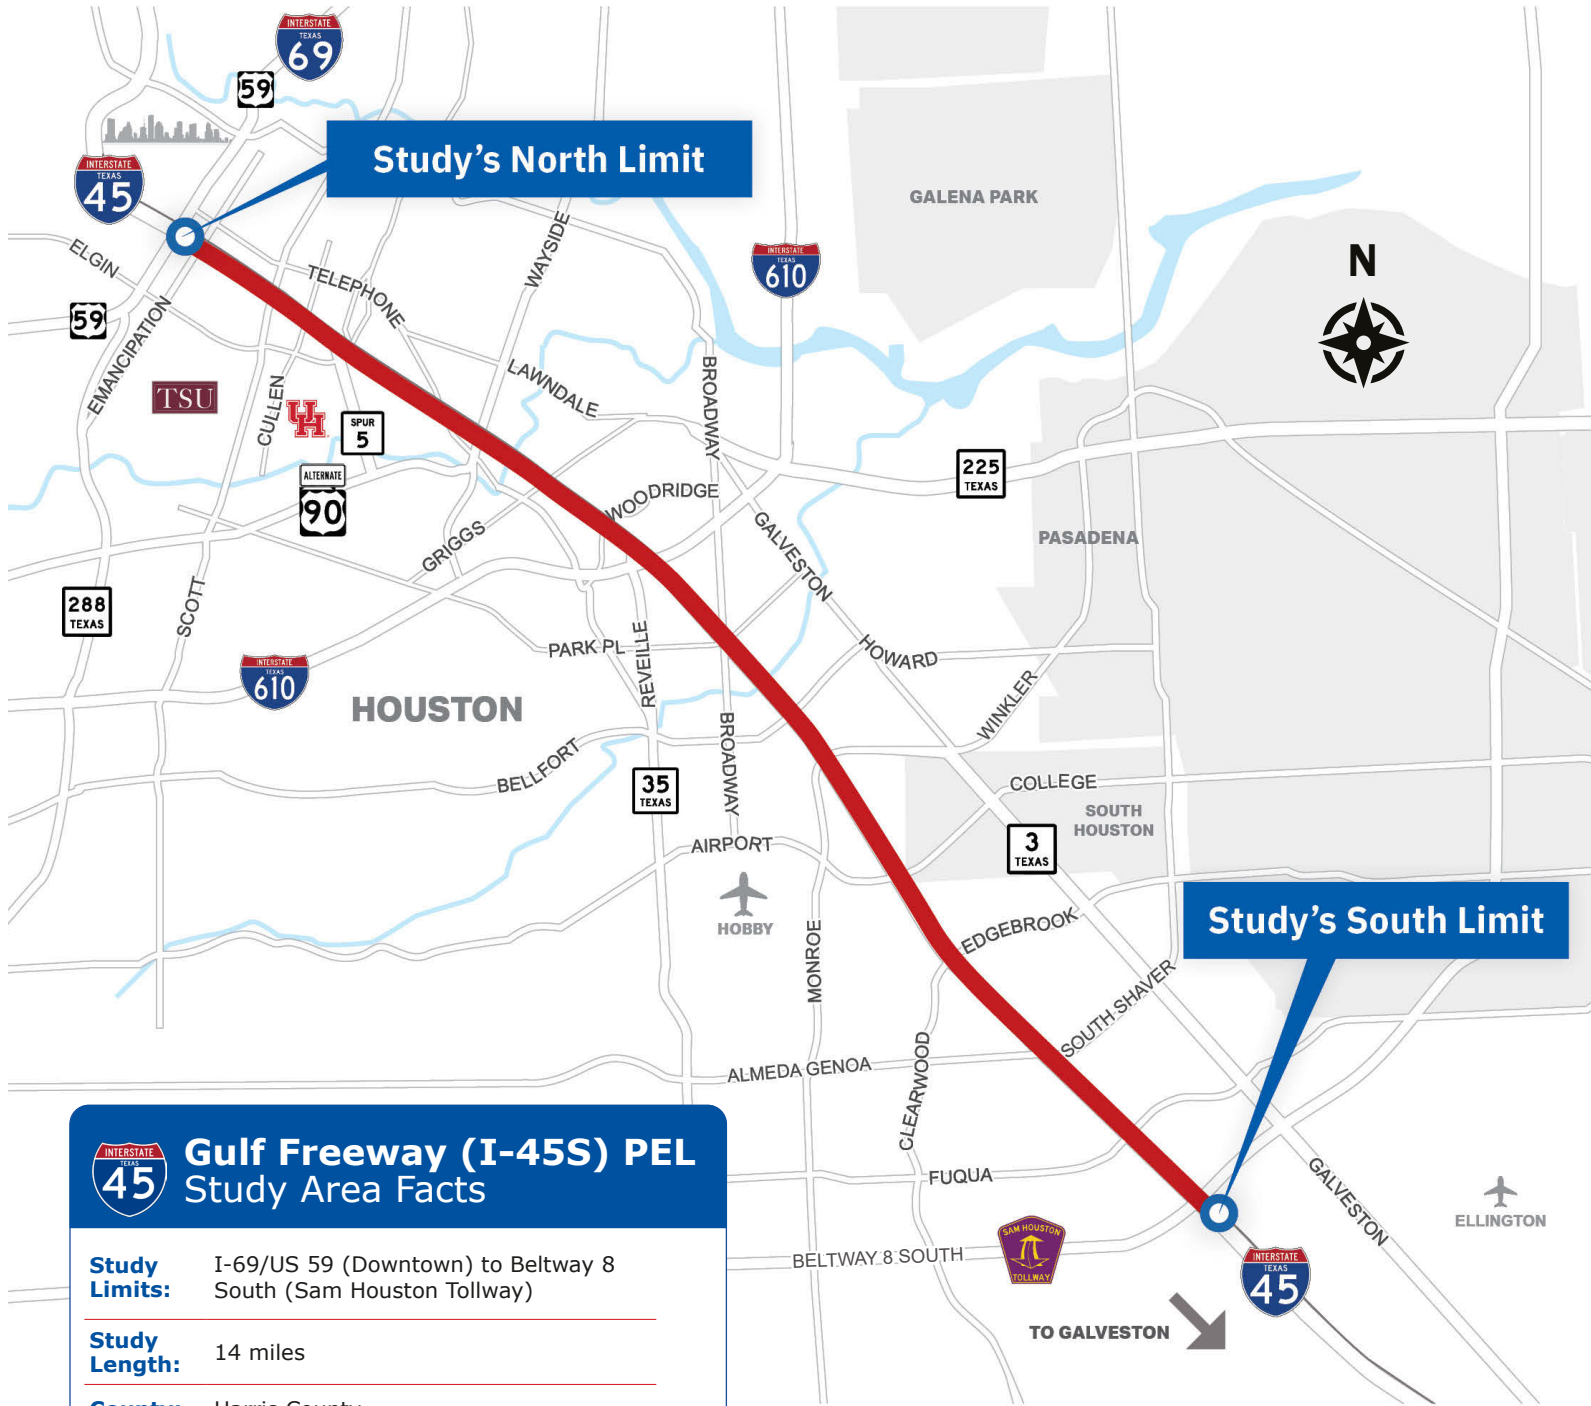 INTERSTATE
TEXAS
69
59
INTERSTATE
TEXAS
45
Study's North Limit
GALENA PARK
N
ELGIN
TELEPHONE
WAYSIDE
INTERSTATE
TEXAS
610
59
EMANCIPATION
TSU
CULLEN
UH
SPUR
5
LAWNDALE
BROADWAY
ALTERNATE
90
225
TEXAS
WOODRIDGE
GRIGGS
GALVESTON
PASADENA
288
TEXAS
SCOTT
PARK PL
REVEILLE
HOWARD
INTERSTATE
TEXAS
610
HOUSTON
WINKLER
BELLFORT
35
TEXAS
BROADWAY
COLLEGE
SOUTH
HOUSTON
AIRPORT
3
TEXAS
HOBBY
MONROE
EDGEBROOK
Study's South Limit
SOUTH SHAVER
ALMEDA GENOA
CLEARWOOD
FUQUA
GALVESTON
ELLINGTON
BELTWAY 8 SOUTH
SAM HOUSTON
TOLLWAY
INTERSTATE
TEXAS
45
TO GALVESTON
INTERSTATE
TEXAS
45
Gulf Freeway (I-45S) PEL
Study Area Facts
Study
Limits:
I-69/US 59 (Downtown) to Beltway 8
South (Sam Houston Tollway)
Study
Length:
14 miles
County: Harris County